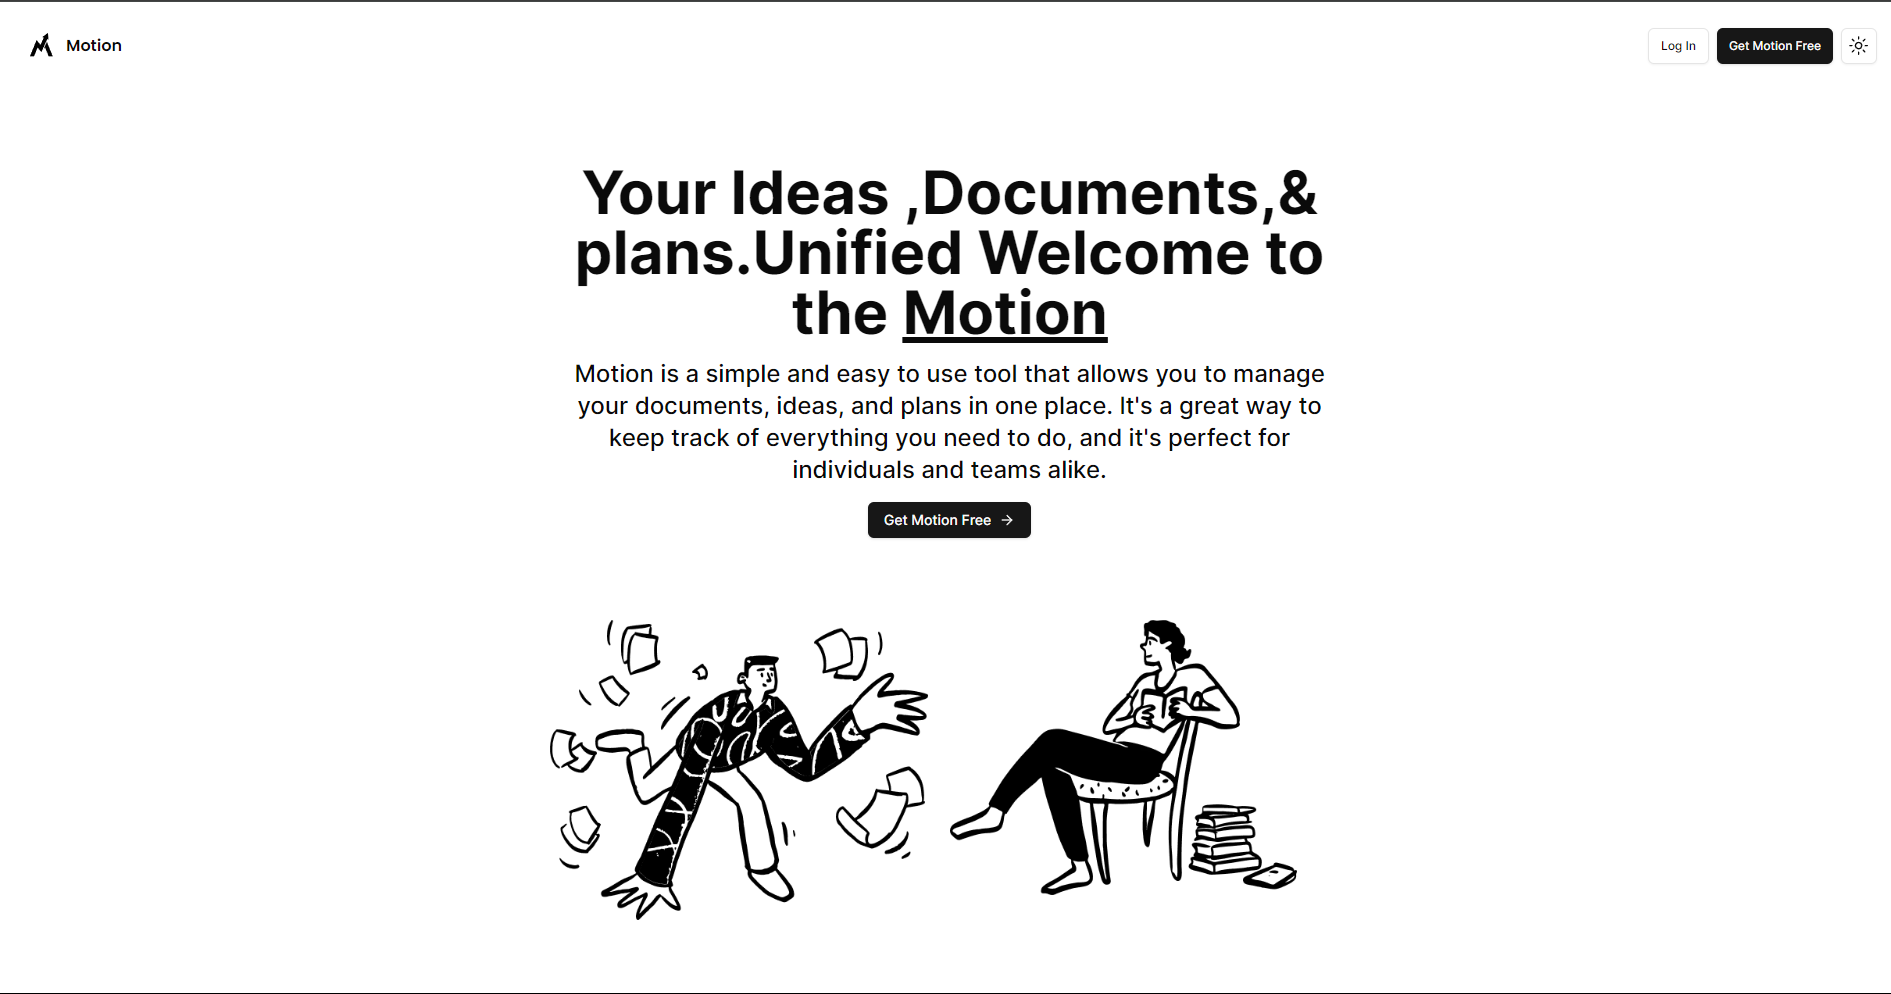 Motion
Log In
Get Motion Free
Your Ideas ,Documents,&
plans.Unified Welcome to
the Motion
Motion is a simple and easy to use tool that allows you to manage
your documents, ideas, and plans in one place. It's a great way to
keep track of everything you need to do, and it's perfect for
individuals and teams alike.
Get Motion Free